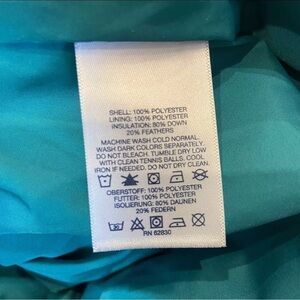 SHELL: 100% POLYESTER
LINING: 100% POLYESTER
INSULATION: 80% DOWN
20% FEATHERS
MACHINE WASH COLD NORMAL.
WASH DARK COLORS SEPARATELY.
DO NOT BLEACH. TUMBLE DRY LOW
WITH CLEAN TENNIS BALLS. COOL
IRON IF NEEDED. DO NOT DRY CLEAN.
OBERSTOFF: 100% POLYESTER
FUTTER: 100% POLYESTER
ISOLIERUNG: 80% DAUNEN
20% FEDERN
RN 62830